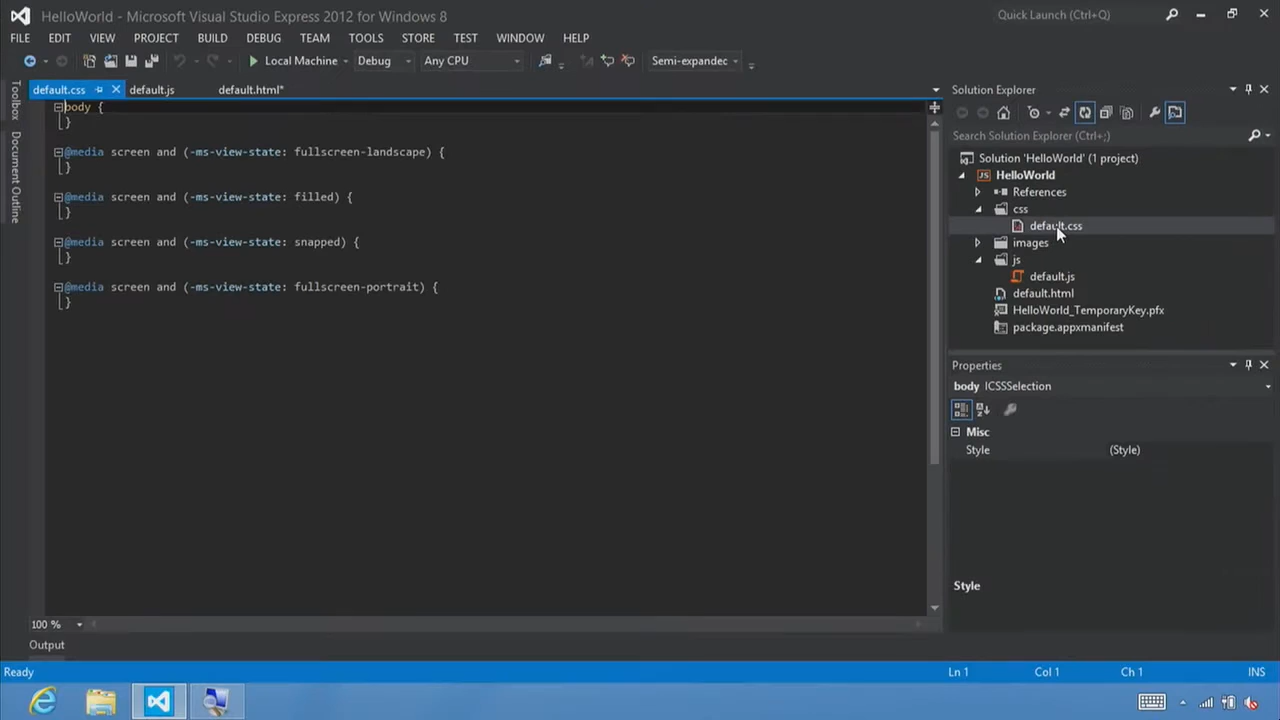 HelloWorld - Microsoft Visual Studio Express 2012 for Windows 8
Quick Launch (Ctrl+Q)
FILE EDIT VIEW PROJECT BUILD DEBUG TEAM TOOLS STORE TEST WINDOW HELP
Local Machine Debug Any CPU Semi-expandec
Toolbox
Document Outline
default.css default.js default.html*
body {
}
@media screen and (-ms-view-state: fullscreen-landscape) {
}
@media screen and (-ms-view-state: filled) {
}
@media screen and (-ms-view-state: snapped) {
}
@media screen and (-ms-view-state: fullscreen-portrait) {
}
100 %
Output
Solution Explorer
Search Solution Explorer (Ctrl+;)
Solution 'HelloWorld' (1 project)
JS HelloWorld
References
css
default.css
images
js
default.js
default.html
HelloWorld_TemporaryKey.pfx
package.appxmanifest
Properties
body ICSSSelection
Misc
Style (Style)
Style
Ready Ln 1 Col 1 Ch 1 INS